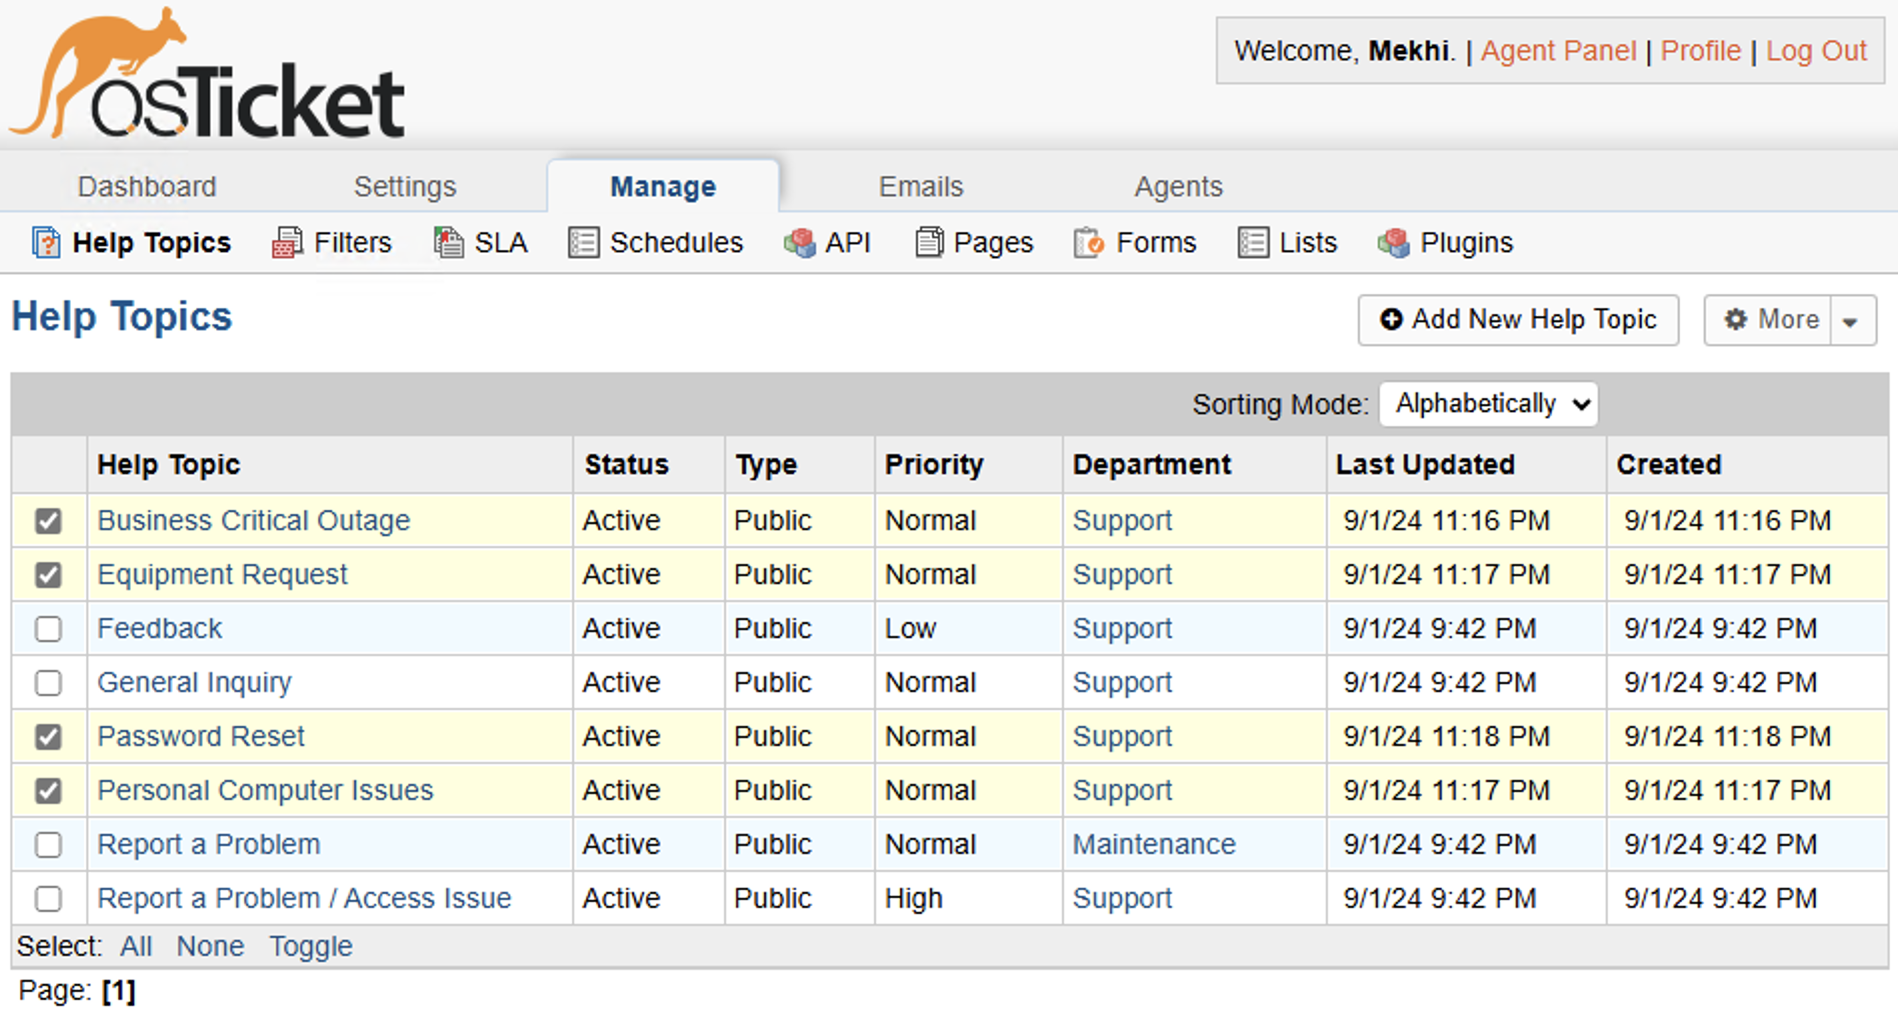 osTicket
Welcome, Mekhi. | Agent Panel | Profile | Log Out
Dashboard Settings Manage Emails Agents
Help Topics Filters SLA Schedules API Pages Forms Lists Plugins
Help Topics Add New Help Topic More
Sorting Mode: Alphabetically
Help Topic Status Type Priority Department Last Updated Created
Business Critical Outage Active Public Normal Support 9/1/24 11:16 PM 9/1/24 11:16 PM
Equipment Request Active Public Normal Support 9/1/24 11:17 PM 9/1/24 11:17 PM
Feedback Active Public Low Support 9/1/24 9:42 PM 9/1/24 9:42 PM
General Inquiry Active Public Normal Support 9/1/24 9:42 PM 9/1/24 9:42 PM
Password Reset Active Public Normal Support 9/1/24 11:18 PM 9/1/24 11:18 PM
Personal Computer Issues Active Public Normal Support 9/1/24 11:17 PM 9/1/24 11:17 PM
Report a Problem Active Public Normal Maintenance 9/1/24 9:42 PM 9/1/24 9:42 PM
Report a Problem / Access Issue Active Public High Support 9/1/24 9:42 PM 9/1/24 9:42 PM
Select: All None Toggle
Page: [1]